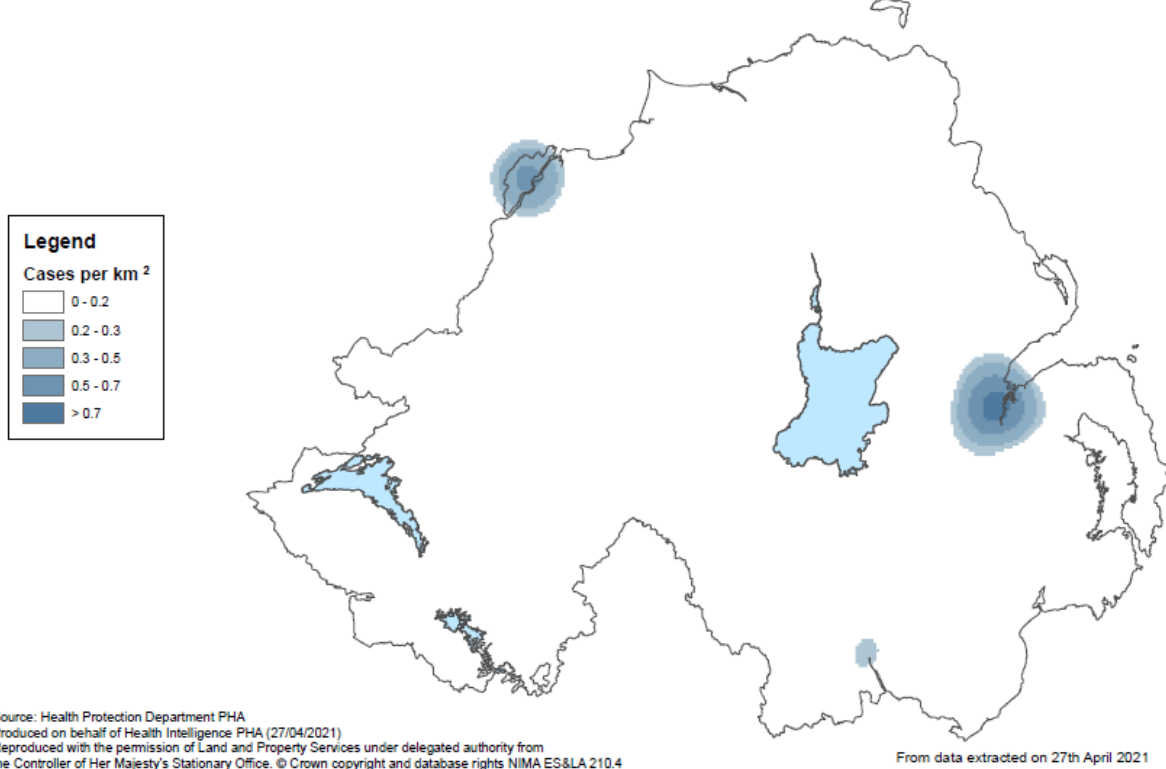 Legend
Cases per km 2
0 - 0.2
0.2 - 0.3
0.3 - 0.5
0.5 - 0.7
> 0.7
ource: Health Protection Department PHA
roduced on behalf of Health Intelligence PHA (27/04/2021)
eproduced with the permission of Land and Property Services under delegated authority from
he Controller of Her Majesty's Stationary Office. © Crown copyright and database rights NIMA ES&LA 210.4
From data extracted on 27th April 2021